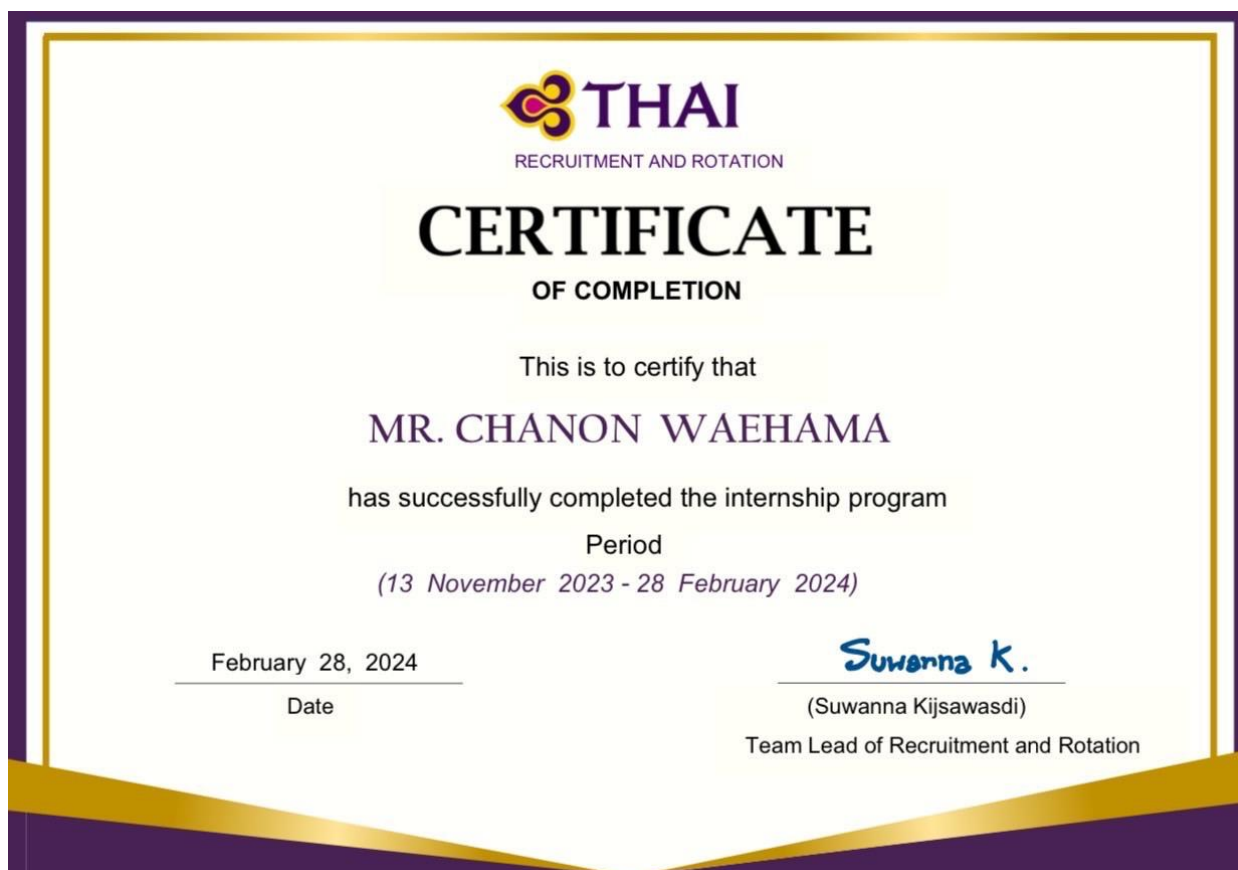 THAI
RECRUITMENT AND ROTATION
CERTIFICATE
OF COMPLETION
This is to certify that
MR. CHANON WAEHAMA
has successfully completed the internship program
Period
(13 November 2023 - 28 February 2024)
February 28, 2024
Date
Suwanna K.
(Suwanna Kijsawasdi)
Team Lead of Recruitment and Rotation